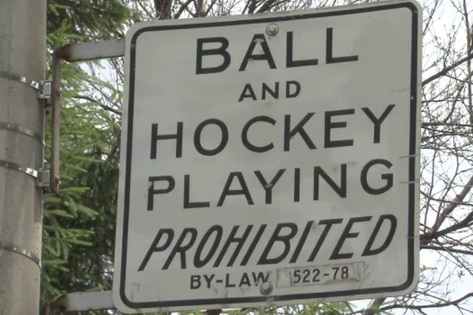 BALL
AND
HOCKEY
PLAYING
PROHIBITED
BY-LAW 522-78